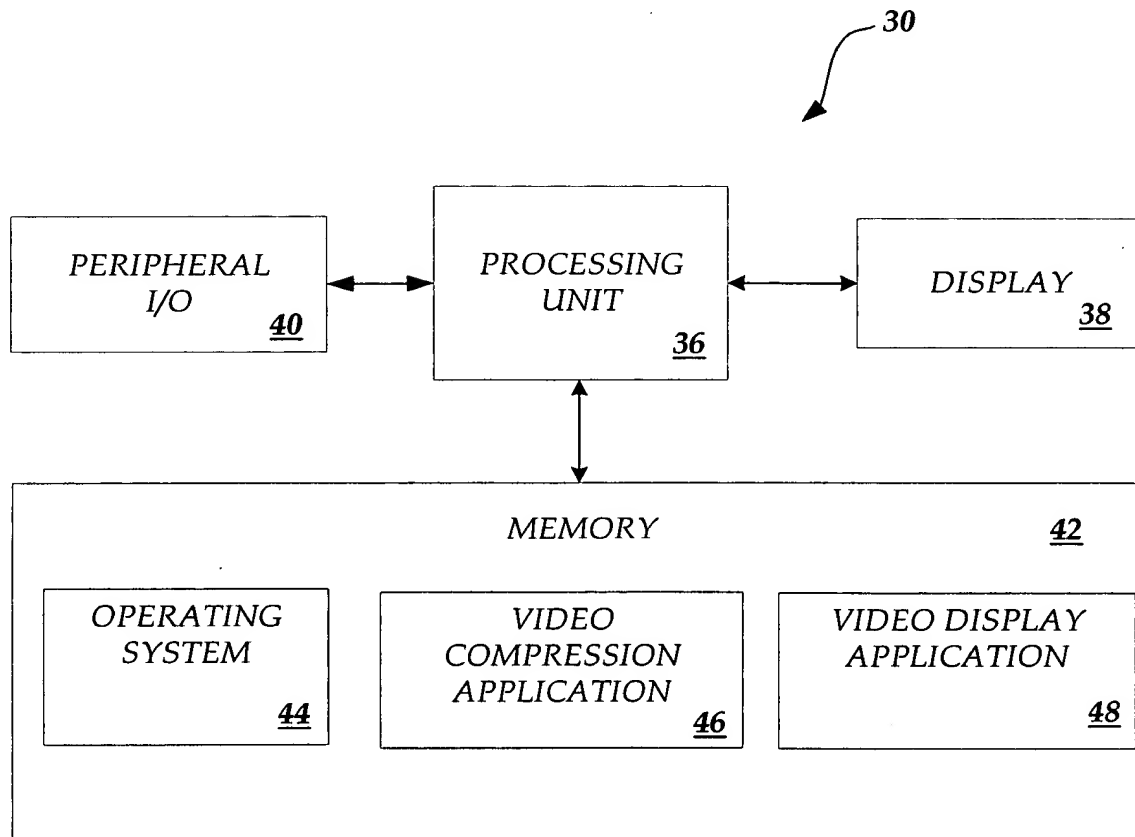 30
PERIPHERAL
I/O
40
PROCESSING
UNIT
36
DISPLAY
38
MEMORY
42
OPERATING
SYSTEM
44
VIDEO
COMPRESSION
APPLICATION
46
VIDEO DISPLAY
APPLICATION
48